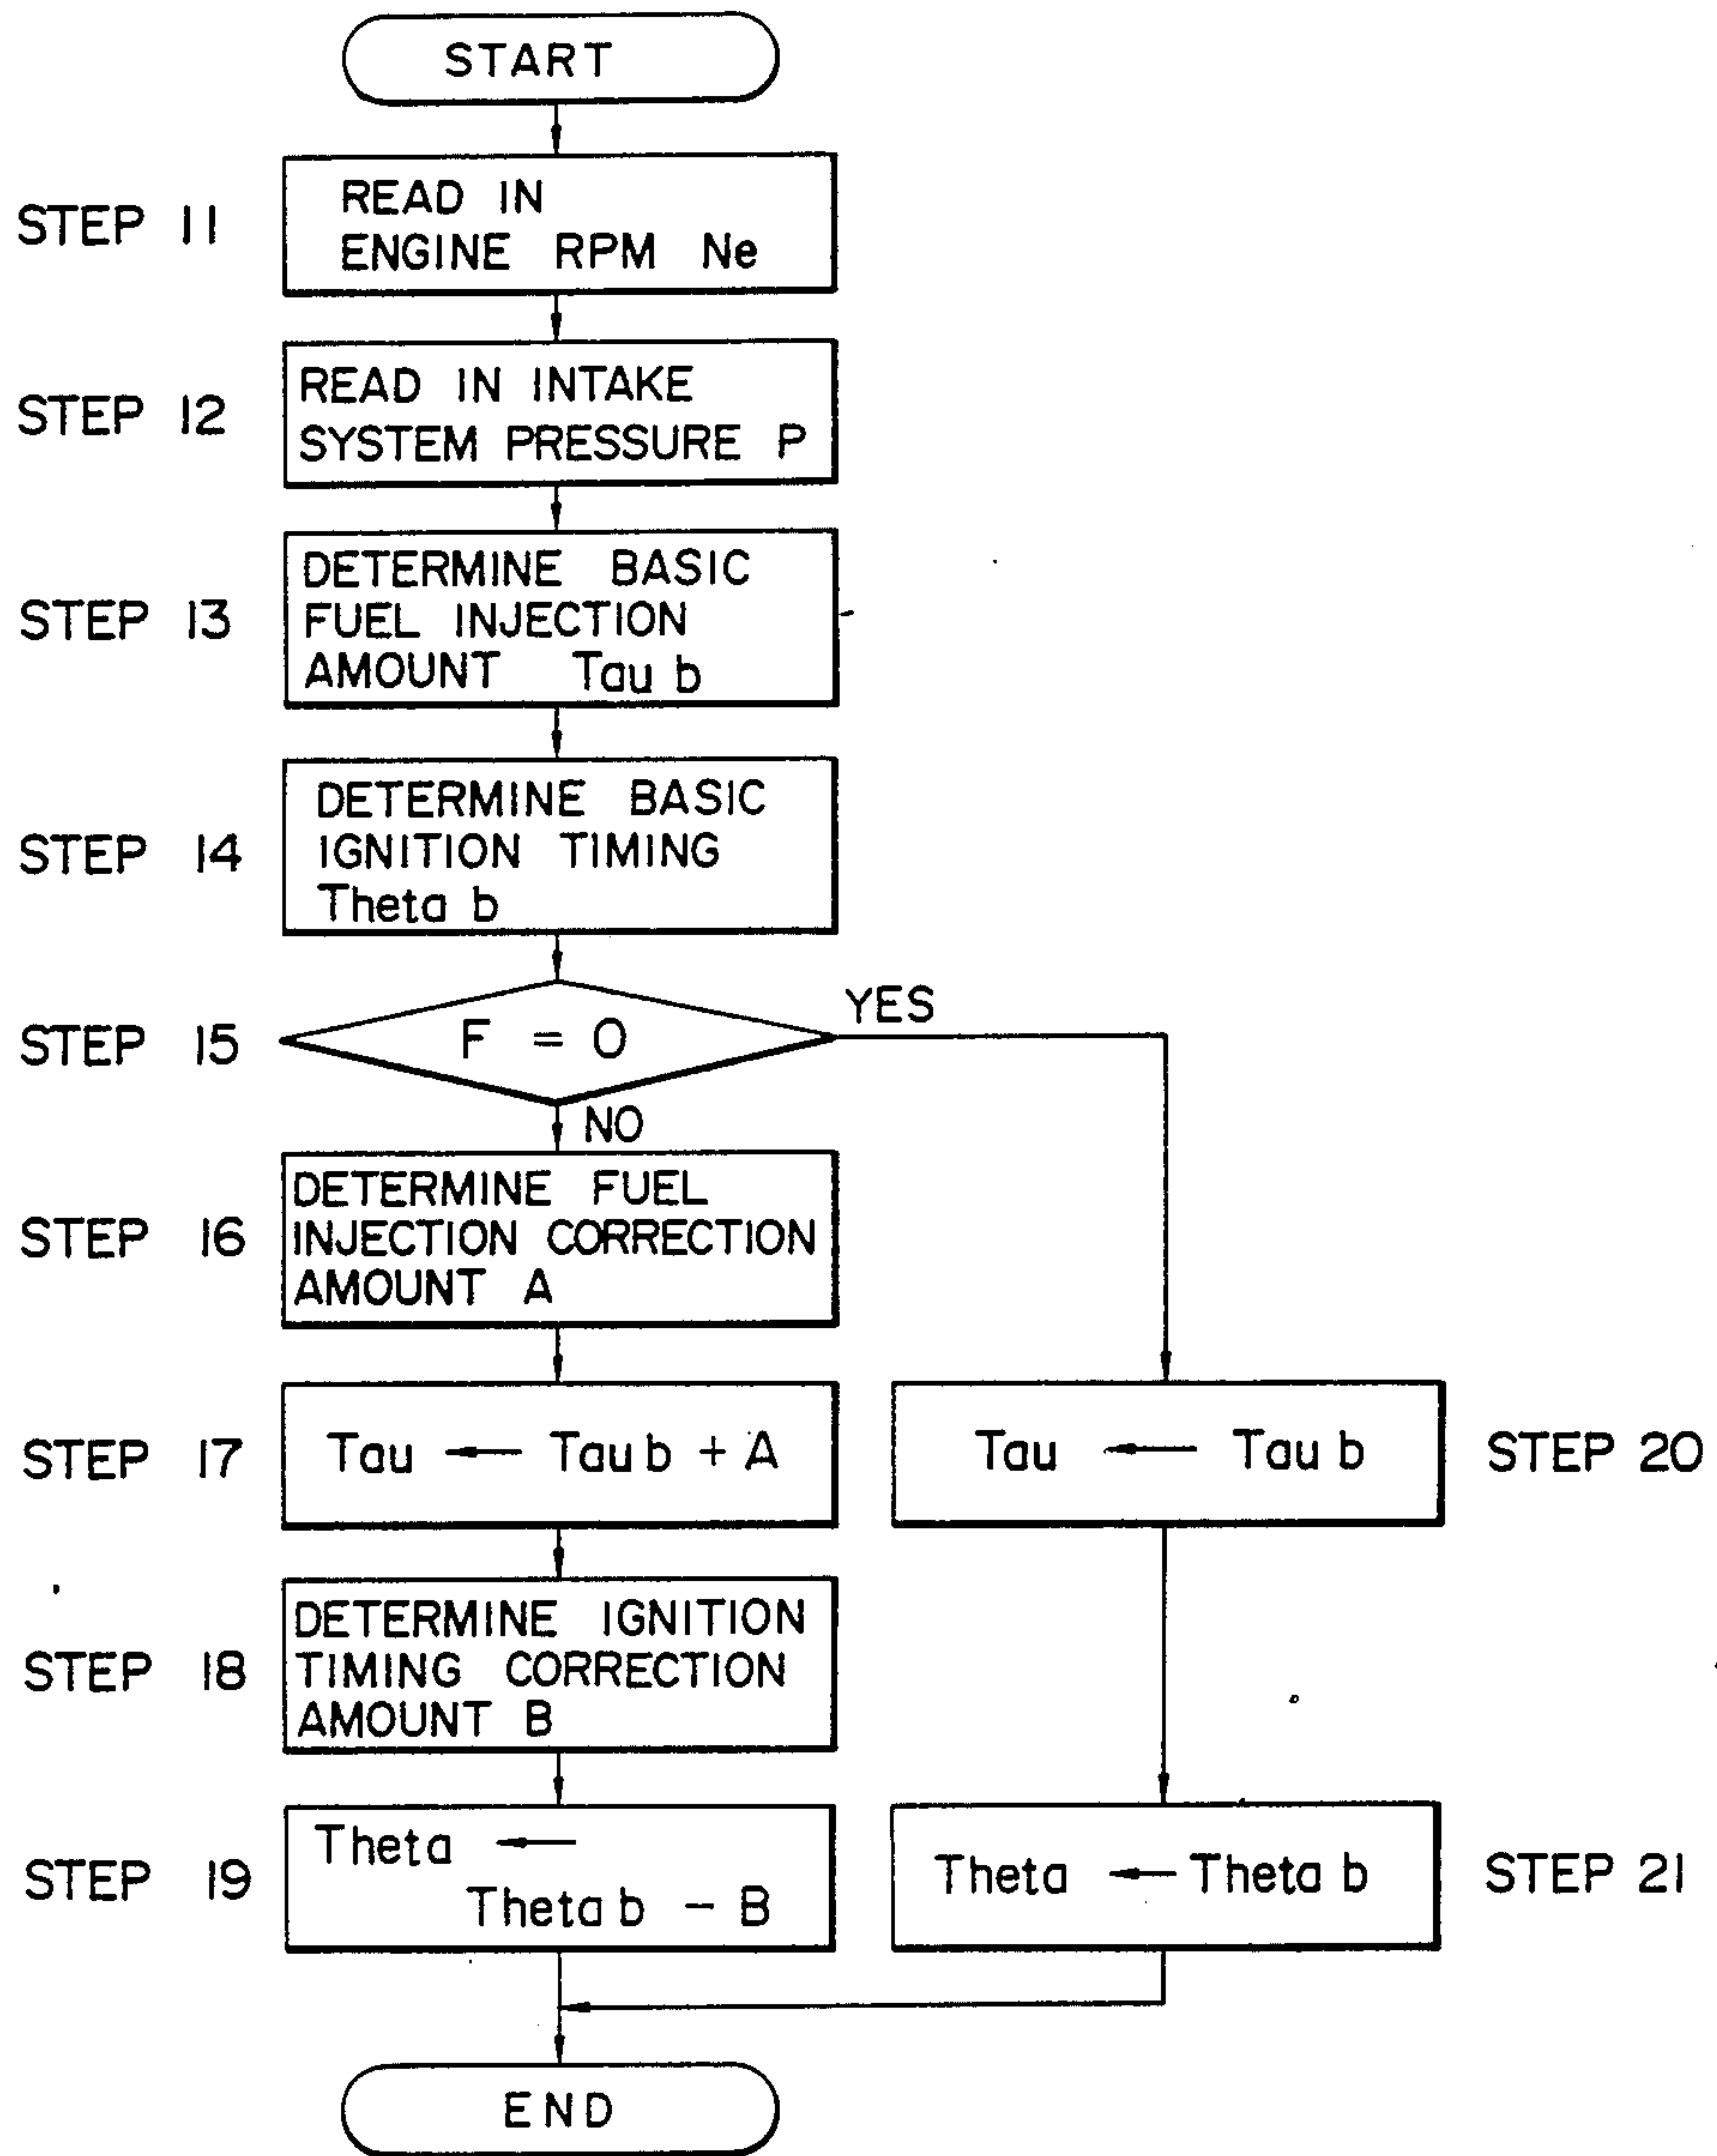 START
STEP 11
READ IN
ENGINE RPM Ne
STEP 12
READ IN INTAKE
SYSTEM PRESSURE P
STEP 13
DETERMINE BASIC
FUEL INJECTION
AMOUNT Tau b
STEP 14
DETERMINE BASIC
IGNITION TIMING
Theta b
STEP 15
F = 0
YES
NO
STEP 16
DETERMINE FUEL
INJECTION CORRECTION
AMOUNT A
STEP 17
Tau ← Tau b + A
Tau ← Tau b
STEP 20
STEP 18
DETERMINE IGNITION
TIMING CORRECTION
AMOUNT B
STEP 19
Theta ←
Theta b - B
Theta ← Theta b
STEP 21
END